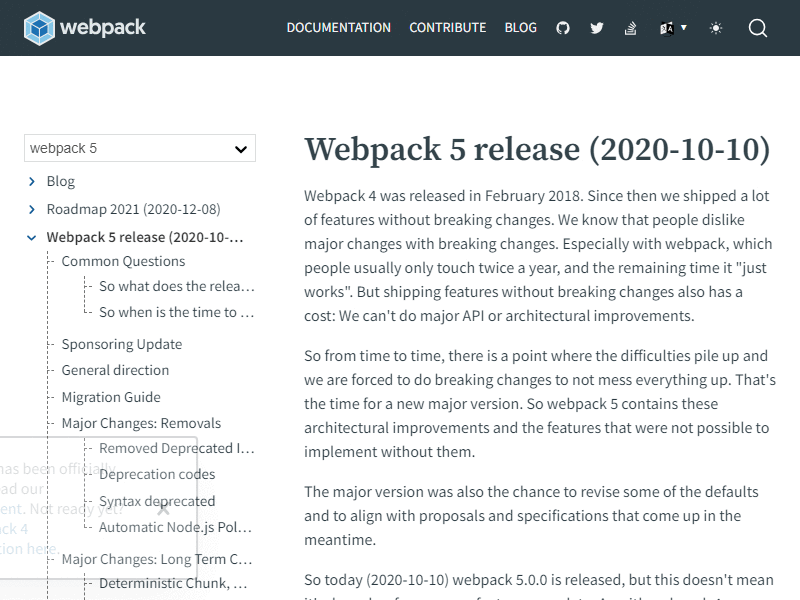 webpack
DOCUMENTATION CONTRIBUTE BLOG
webpack 5
Blog
Roadmap 2021 (2020-12-08)
Webpack 5 release (2020-10-…
Common Questions
So what does the relea…
So when is the time to …
Sponsoring Update
General direction
Migration Guide
Major Changes: Removals
Removed Deprecated I…
Deprecation codes
Syntax deprecated
Automatic Node.js Pol…
Major Changes: Long Term C…
Deterministic Chunk, …
has been officially
ad our
ent. Not ready yet?
ack 4
tion here.
Webpack 5 release (2020-10-10)
Webpack 4 was released in February 2018. Since then we shipped a lot
of features without breaking changes. We know that people dislike
major changes with breaking changes. Especially with webpack, which
people usually only touch twice a year, and the remaining time it "just
works". But shipping features without breaking changes also has a
cost: We can't do major API or architectural improvements.
So from time to time, there is a point where the difficulties pile up and
we are forced to do breaking changes to not mess everything up. That's
the time for a new major version. So webpack 5 contains these
architectural improvements and the features that were not possible to
implement without them.
The major version was also the chance to revise some of the defaults
and to align with proposals and specifications that come up in the
meantime.
So today (2020-10-10) webpack 5.0.0 is released, but this doesn't mean